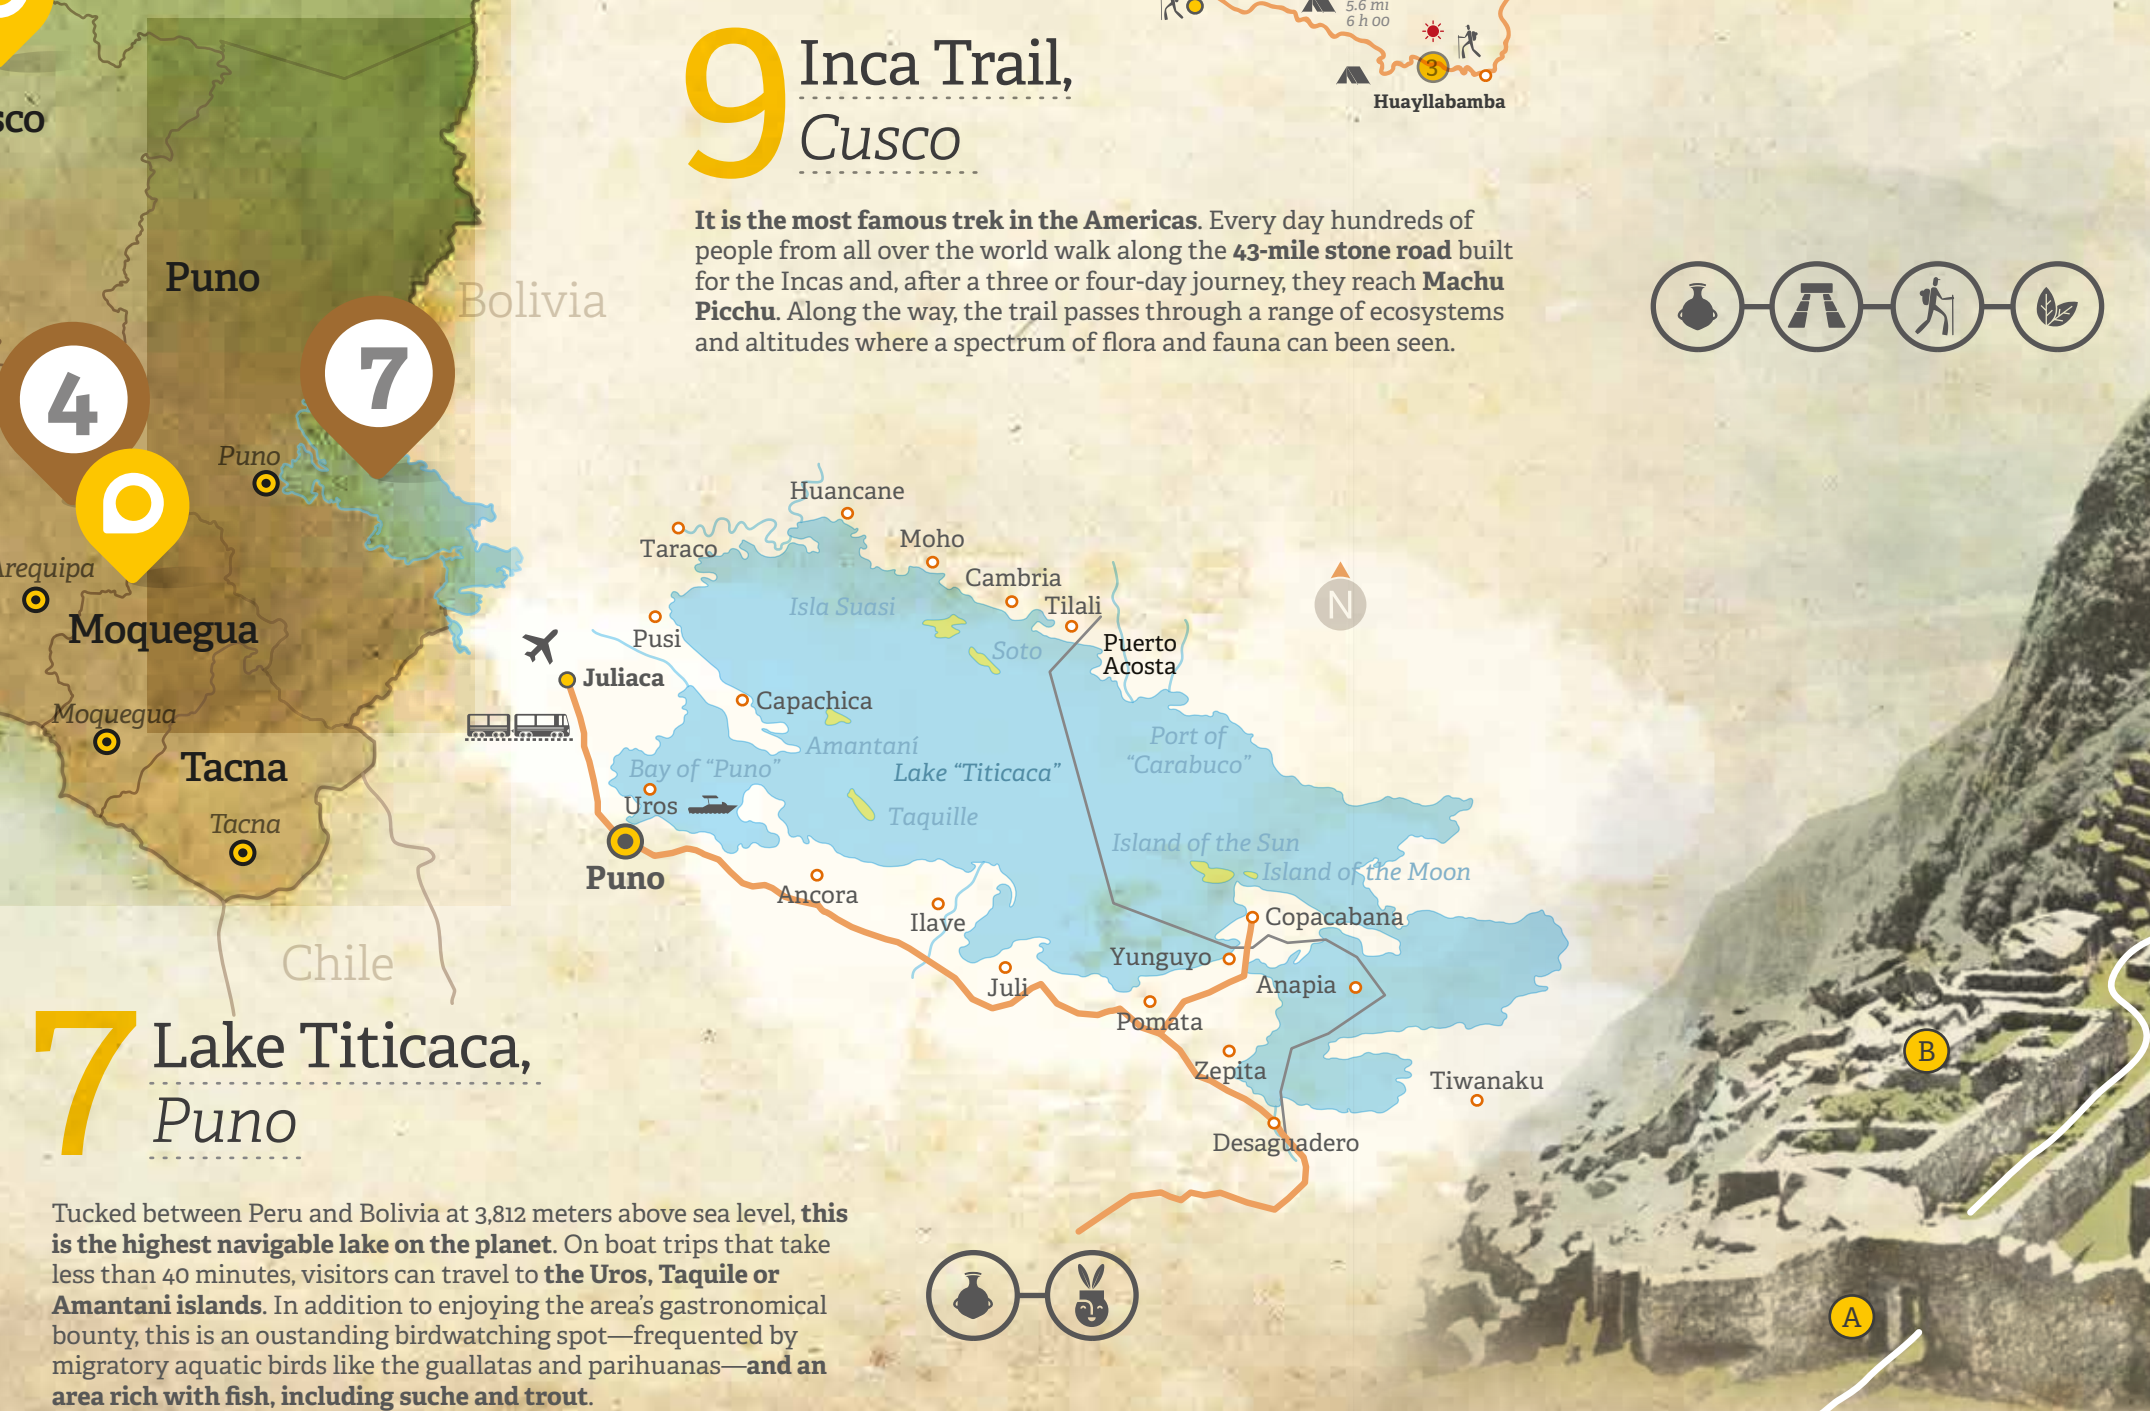 5.6 mi
6 h 00
3
Huayllabamba
9
Inca Trail,
Cusco
It is the most famous trek in the Americas. Every day hundreds of
people from all over the world walk along the 43-mile stone road built
for the Incas and, after a three or four-day journey, they reach Machu
Picchu. Along the way, the trail passes through a range of ecosystems
and altitudes where a spectrum of flora and fauna can been seen.
sco
Puno
Bolivia
7
4
Puno
Arequipa
Moquegua
Moquegua
Tacna
Tacna
Chile
Huancane
Taraco
Moho
Cambria
Isla Suasi
Tilali
N
Pusi
Soto
Puerto
Acosta
Juliaca
Capachica
Amantaní
Port of
"Carabuco"
Bay of "Puno"
Lake "Titicaca"
Uros
Taquille
Island of the Sun
Island of the Moon
Puno
Ancora
Ilave
Copacabana
Yunguyo
Juli
Anapia
Pomata
Zepita
Tiwanaku
Desaguadero
B
A
7
Lake Titicaca,
Puno
Tucked between Peru and Bolivia at 3,812 meters above sea level, this
is the highest navigable lake on the planet. On boat trips that take
less than 40 minutes, visitors can travel to the Uros, Taquile or
Amantani islands. In addition to enjoying the area's gastronomical
bounty, this is an oustanding birdwatching spot—frequented by
migratory aquatic birds like the guallatas and parihuanas—and an
area rich with fish, including suche and trout.